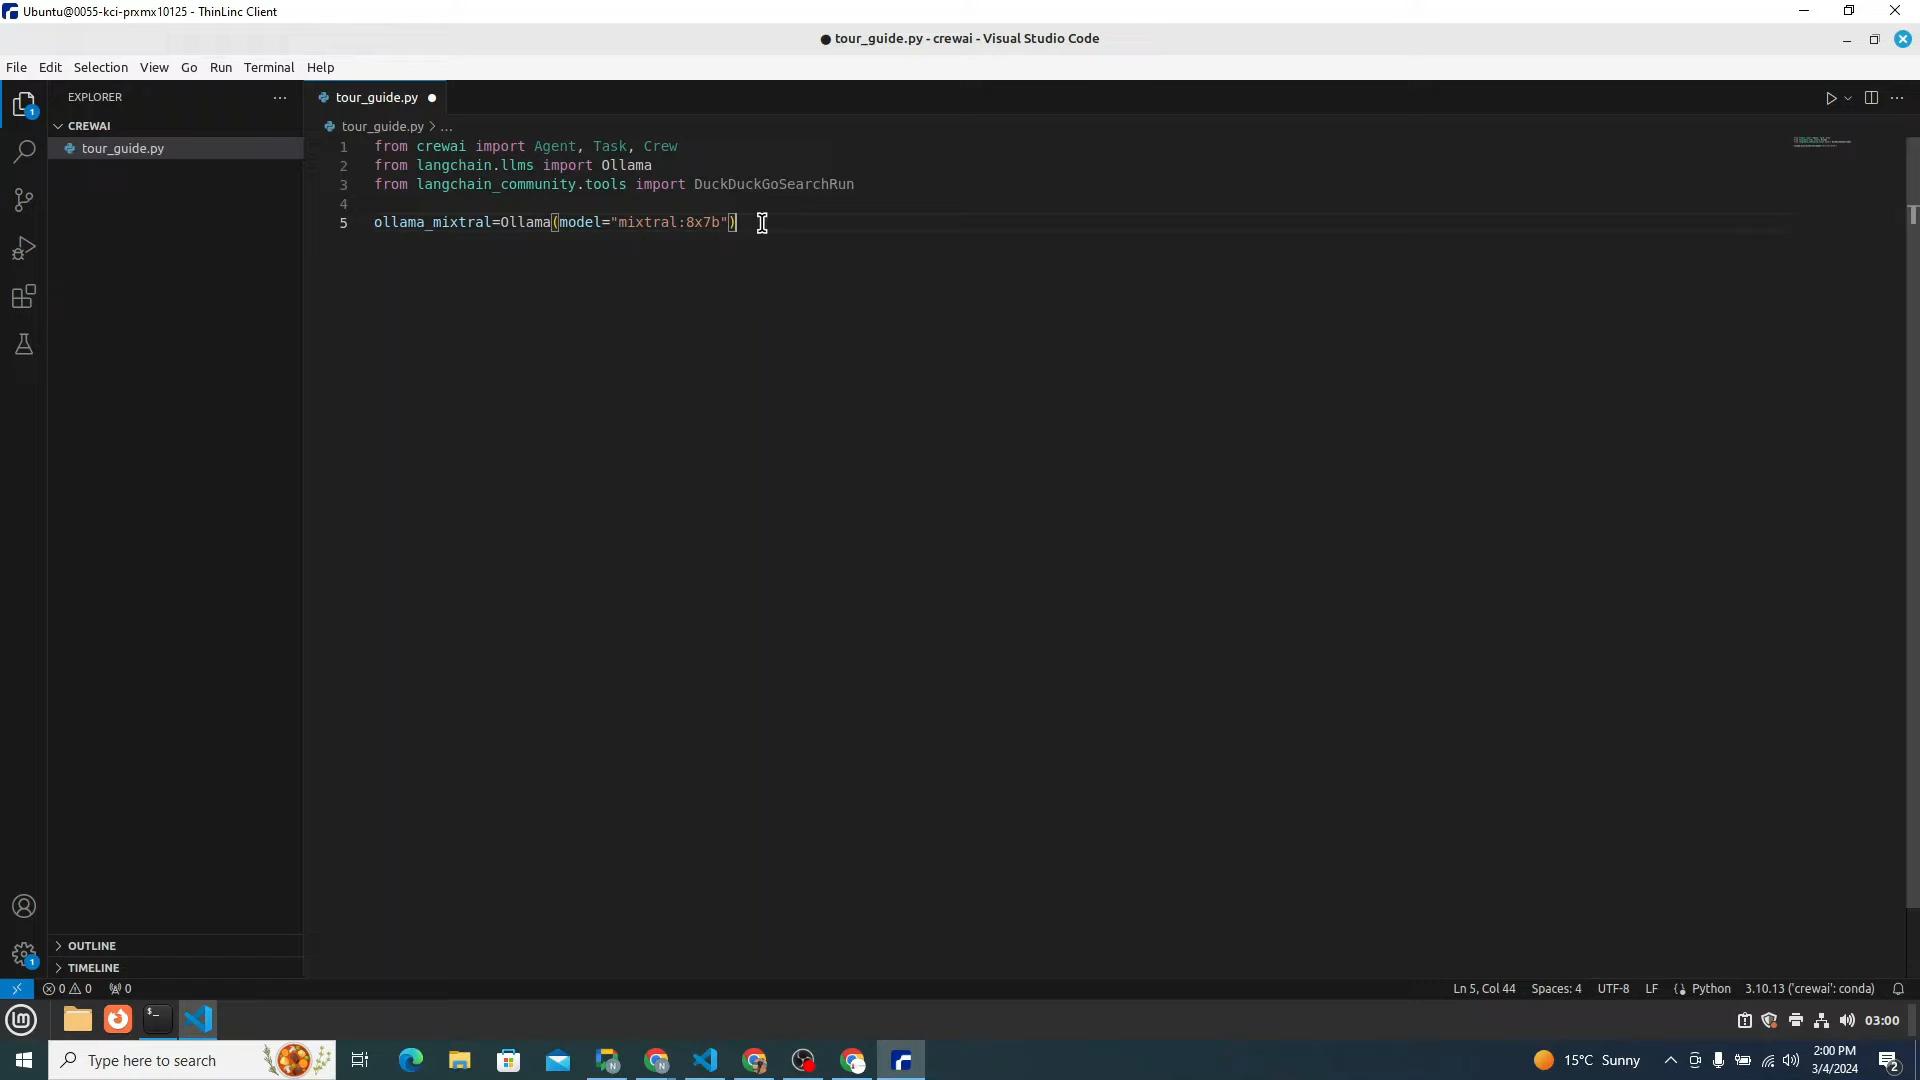 Ubuntu@0055-kci-prxmx10125 - ThinLinc Client
● tour_guide.py - crewai - Visual Studio Code
File Edit Selection View Go Run Terminal Help
EXPLORER ...
tour_guide.py ●
CREWAI
tour_guide.py > ...
tour_guide.py
1 from crewai import Agent, Task, Crew
2 from langchain.llms import Ollama
3 from langchain_community.tools import DuckDuckGoSearchRun
4
5 ollama_mixtral=Ollama(model="mixtral:8x7b")
1
OUTLINE
1
TIMELINE
0 0 0 Ln 5, Col 44 Spaces: 4 UTF-8 LF Python 3.10.13 ('crewai': conda)
03:00
Type here to search
15°C Sunny
2:00 PM
3/4/2024
2